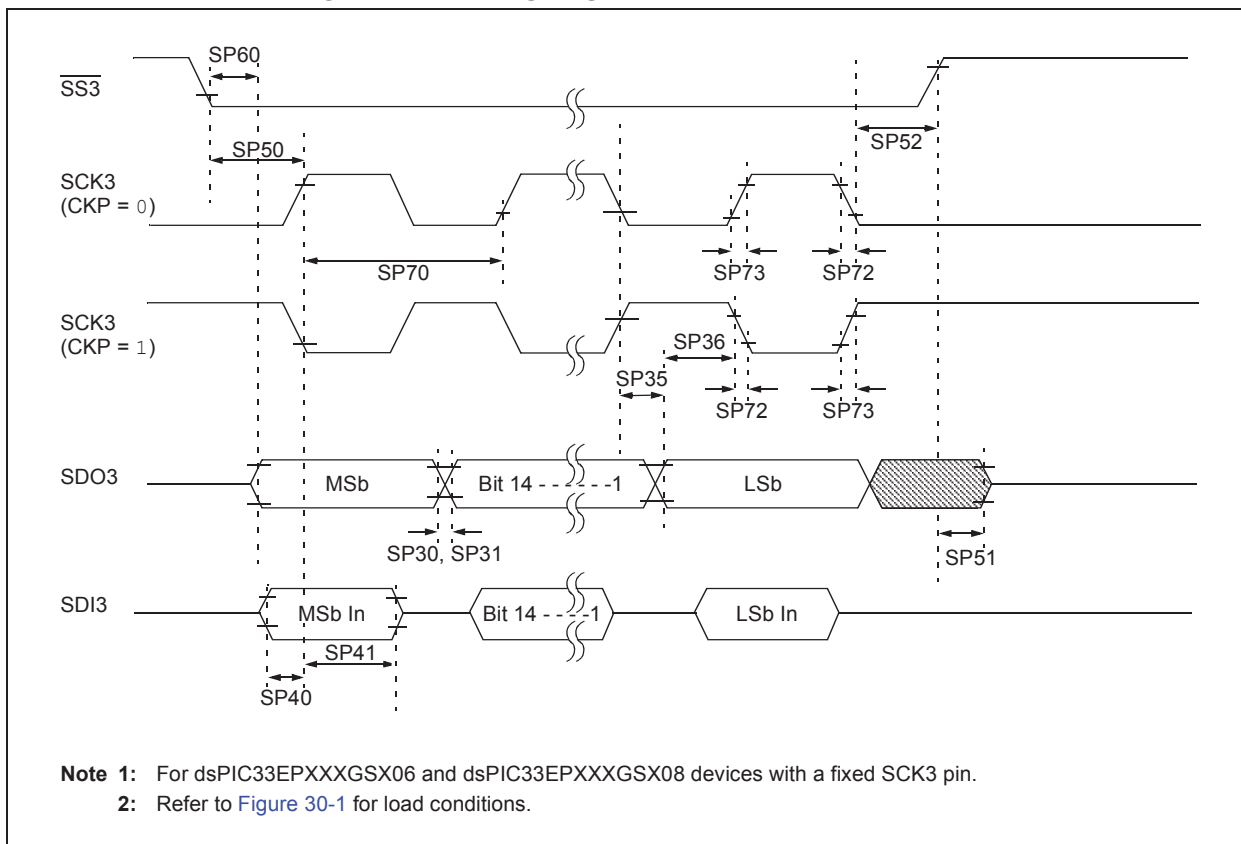 SP60
SS3
SP50
SP52
SCK3
(CKP = 0)
SP70
SP73
SP72
SCK3
(CKP = 1)
SP36
SP35
SP72
SP73
SDO3
MSb
Bit 14 - - - - - -1
LSb
SP30, SP31
SP51
SDI3
MSb In
Bit 14 - - - -1
LSb In
SP41
SP40
Note 1: For dsPIC33EPXXXGSX06 and dsPIC33EPXXXGSX08 devices with a fixed SCK3 pin.
2: Refer to Figure 30-1 for load conditions.